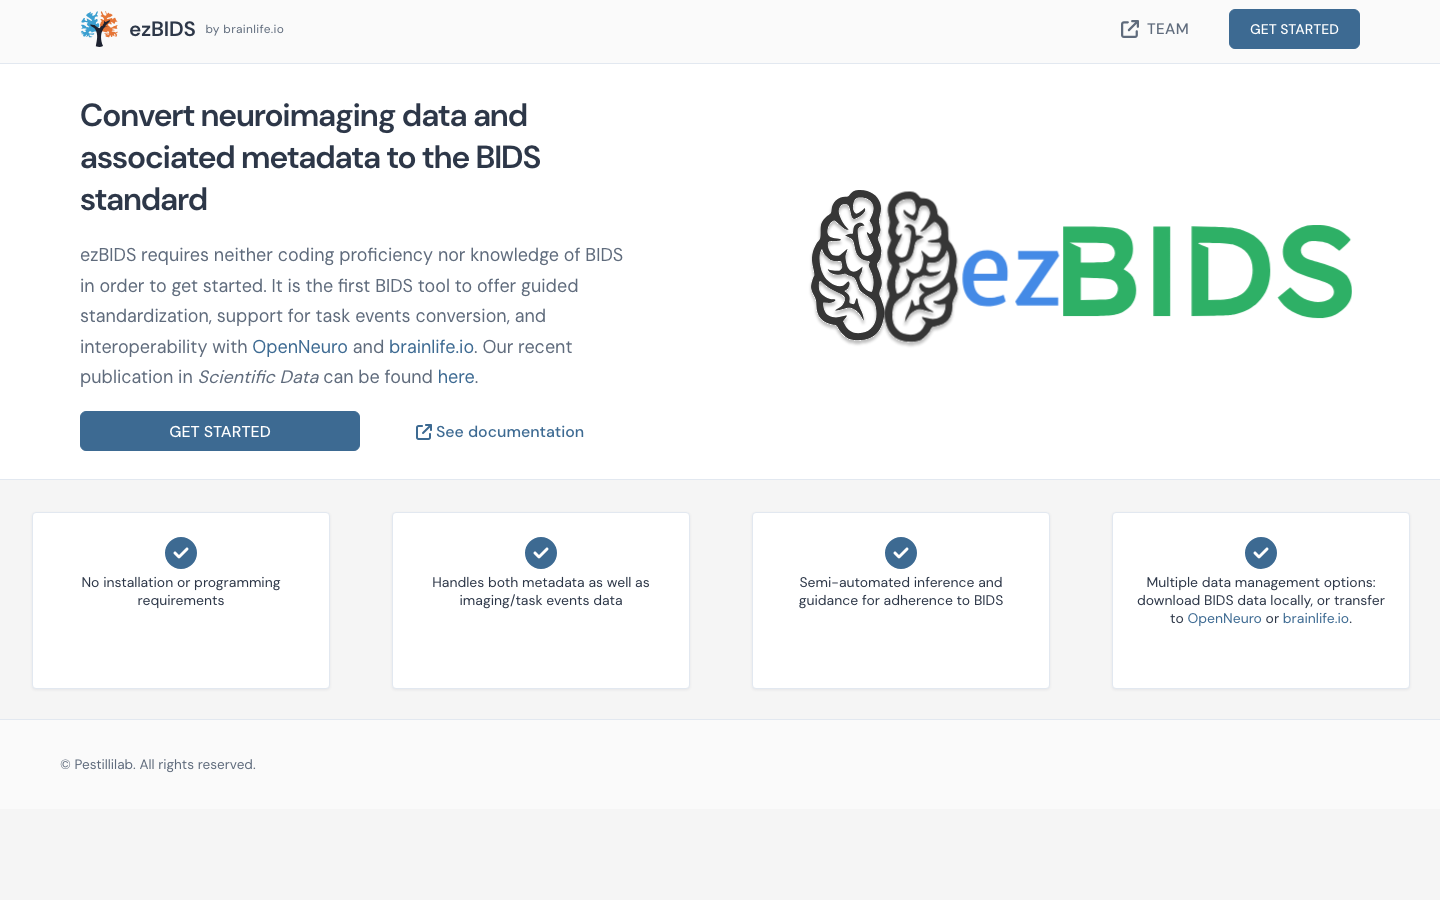 ezBIDS by brainlife.io
TEAM
GET STARTED
Convert neuroimaging data and
associated metadata to the BIDS
standard
ezBIDS requires neither coding proficiency nor knowledge of BIDS
in order to get started. It is the first BIDS tool to offer guided
standardization, support for task events conversion, and
interoperability with OpenNeuro and brainlife.io. Our recent
publication in Scientific Data can be found here.
GET STARTED
See documentation
ezBIDS
No installation or programming
requirements
Handles both metadata as well as
imaging/task events data
Semi-automated inference and
guidance for adherence to BIDS
Multiple data management options:
download BIDS data locally, or transfer
to OpenNeuro or brainlife.io.
© Pestillilab. All rights reserved.